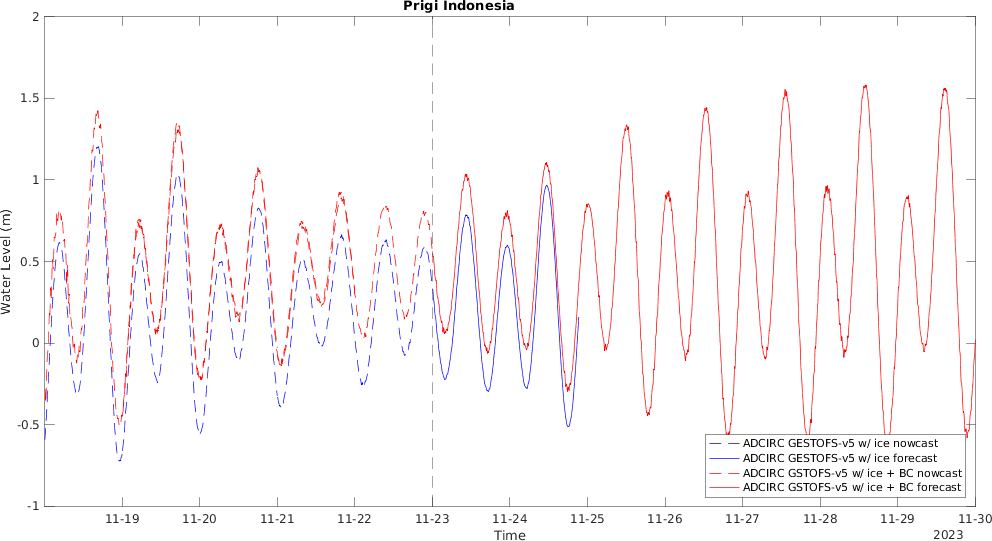 Prigi Indonesia
Water Level (m)
2
1.5
1
0.5
0
-0.5
-1
ADCIRC GESTOFS-v5 w/ ice nowcast
ADCIRC GESTOFS-v5 w/ ice forecast
ADCIRC GSTOFS-v5 w/ ice + BC nowcast
ADCIRC GSTOFS-v5 w/ ice + BC forecast
11-19 11-20 11-21 11-22 11-23 11-24 11-25 11-26 11-27 11-28 11-29 11-30
Time
2023